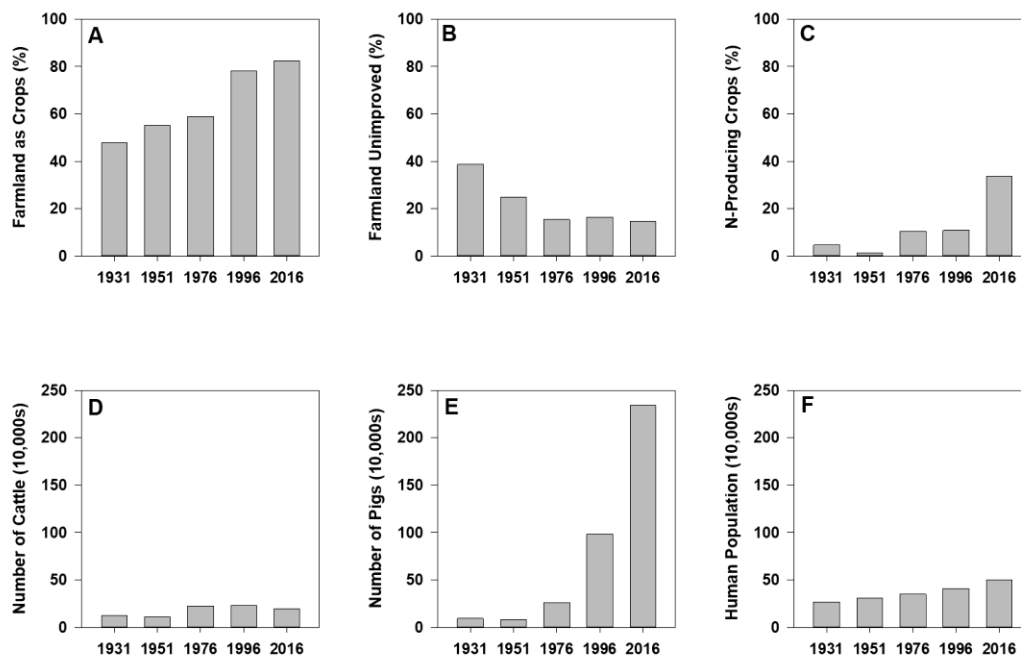 A
Farmland as Crops (%)
100
80
60
40
20
0
1931 1951 1976 1996 2016
B
Farmland Unimproved (%)
100
80
60
40
20
0
1931 1951 1976 1996 2016
C
N-Producing Crops (%)
100
80
60
40
20
0
1931 1951 1976 1996 2016
D
Number of Cattle (10,000s)
250
200
150
100
50
0
1931 1951 1976 1996 2016
E
Number of Pigs (10,000s)
250
200
150
100
50
0
1931 1951 1976 1996 2016
F
Human Population (10,000s)
250
200
150
100
50
0
1931 1951 1976 1996 2016